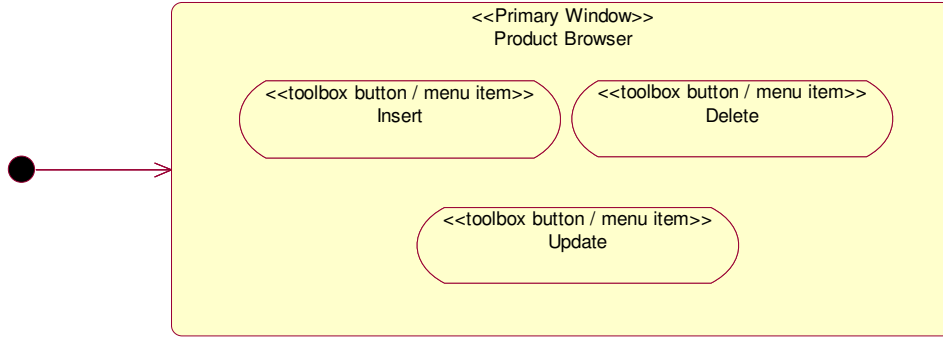 <<Primary Window>>
Product Browser
<<toolbox button / menu item>>
Insert
<<toolbox button / menu item>>
Delete
<<toolbox button / menu item>>
Update